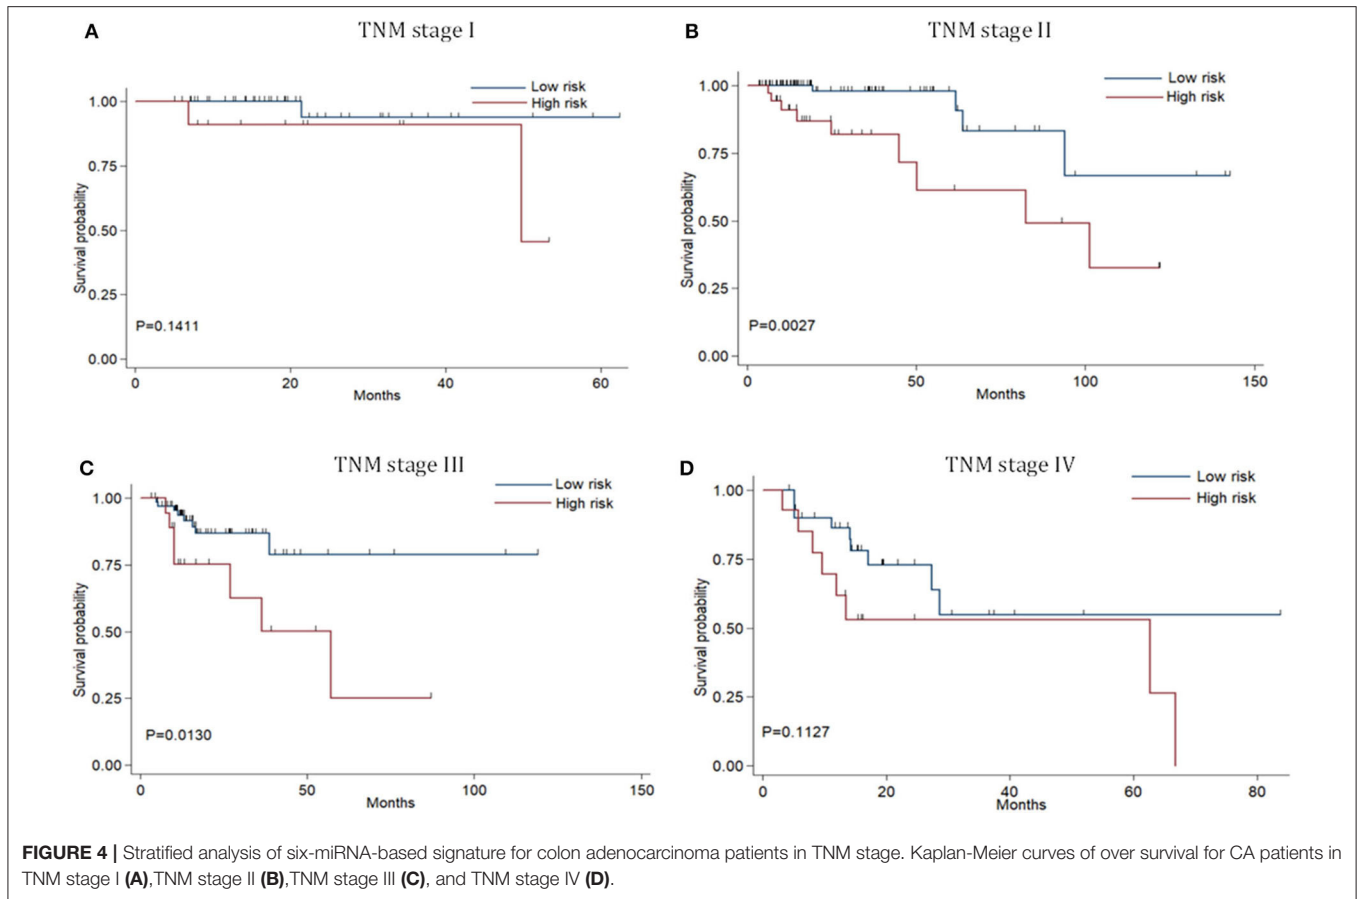 A
TNM stage I
Low risk
High risk
1.00
0.75
0.50
0.25
0.00
Survival probability
P=0.1411
0
20
40
60
Months
B
TNM stage II
Low risk
High risk
1.00
0.75
0.50
0.25
0.00
Survival probability
P=0.0027
0
50
100
150
Months
C
TNM stage III
Low risk
High risk
1.00
0.75
0.50
0.25
0.00
Survival probability
P=0.0130
0
50
100
150
Months
D
TNM stage IV
Low risk
High risk
1.00
0.75
0.50
0.25
0.00
Survival probability
P=0.1127
0
20
40
60
80
Months
FIGURE 4 | Stratified analysis of six-miRNA-based signature for colon adenocarcinoma patients in TNM stage. Kaplan-Meier curves of over survival for CA patients in
TNM stage I (A),TNM stage II (B),TNM stage III (C), and TNM stage IV (D).